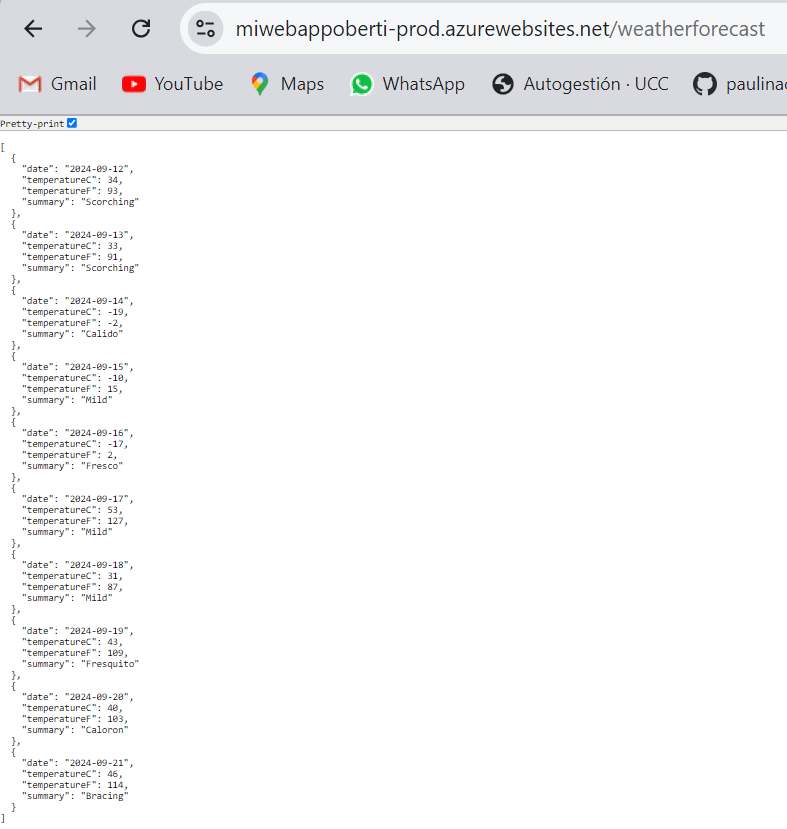 miwebappoberti-prod.azurewebsites.net/weatherforecast
Gmail YouTube Maps WhatsApp Autogestión · UCC paulina
Pretty-print
[
  {
    "date": "2024-09-12",
    "temperatureC": 34,
    "temperatureF": 93,
    "summary": "Scorching"
  },
  {
    "date": "2024-09-13",
    "temperatureC": 33,
    "temperatureF": 91,
    "summary": "Scorching"
  },
  {
    "date": "2024-09-14",
    "temperatureC": -19,
    "temperatureF": -2,
    "summary": "Calido"
  },
  {
    "date": "2024-09-15",
    "temperatureC": -10,
    "temperatureF": 15,
    "summary": "Mild"
  },
  {
    "date": "2024-09-16",
    "temperatureC": -17,
    "temperatureF": 2,
    "summary": "Fresco"
  },
  {
    "date": "2024-09-17",
    "temperatureC": 53,
    "temperatureF": 127,
    "summary": "Mild"
  },
  {
    "date": "2024-09-18",
    "temperatureC": 31,
    "temperatureF": 87,
    "summary": "Mild"
  },
  {
    "date": "2024-09-19",
    "temperatureC": 43,
    "temperatureF": 109,
    "summary": "Fresquito"
  },
  {
    "date": "2024-09-20",
    "temperatureC": 40,
    "temperatureF": 103,
    "summary": "Caloron"
  },
  {
    "date": "2024-09-21",
    "temperatureC": 46,
    "temperatureF": 114,
    "summary": "Bracing"
  }
]